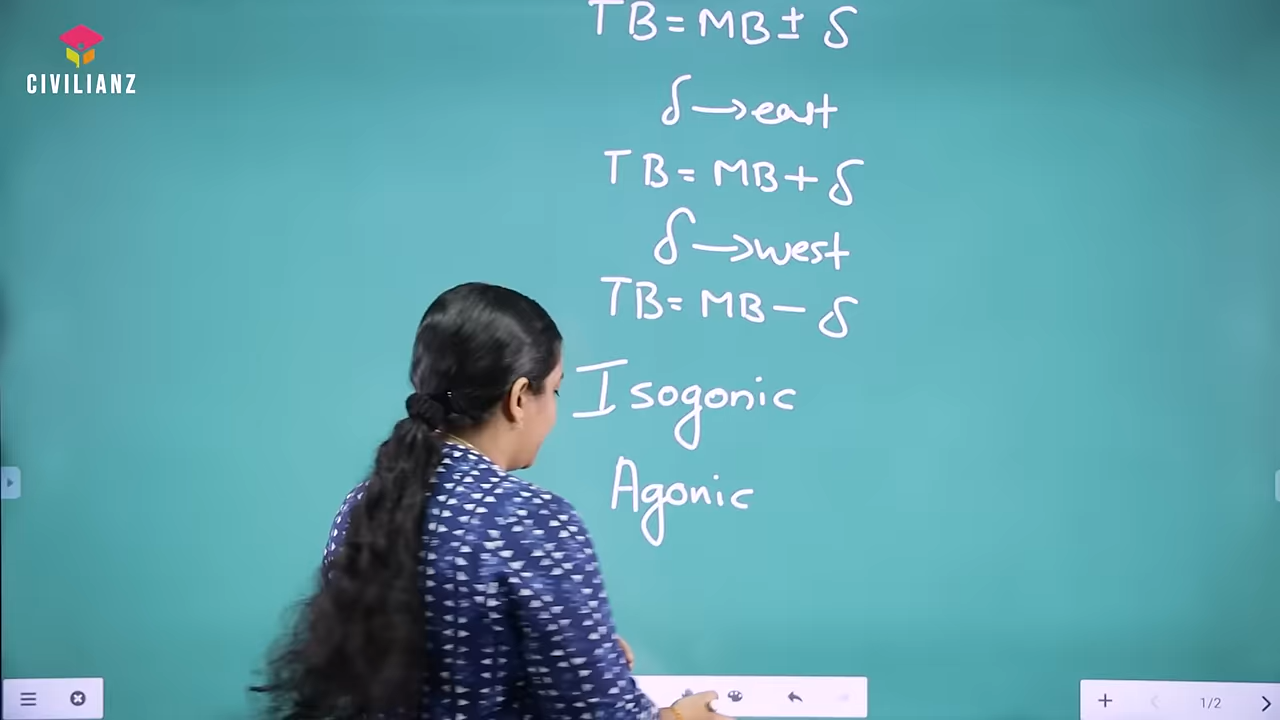 CIVILIANZ
TB = MB ± δ
δ → east
TB = MB + δ
δ → west
TB = MB − δ
Isogonic
Agonic
1/2